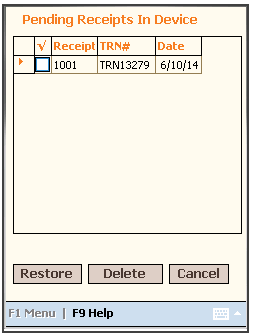 Pending Receipts In Device
√ Receipt TRN# Date
1001 TRN13279 6/10/14
Restore Delete Cancel
F1 Menu | F9 Help